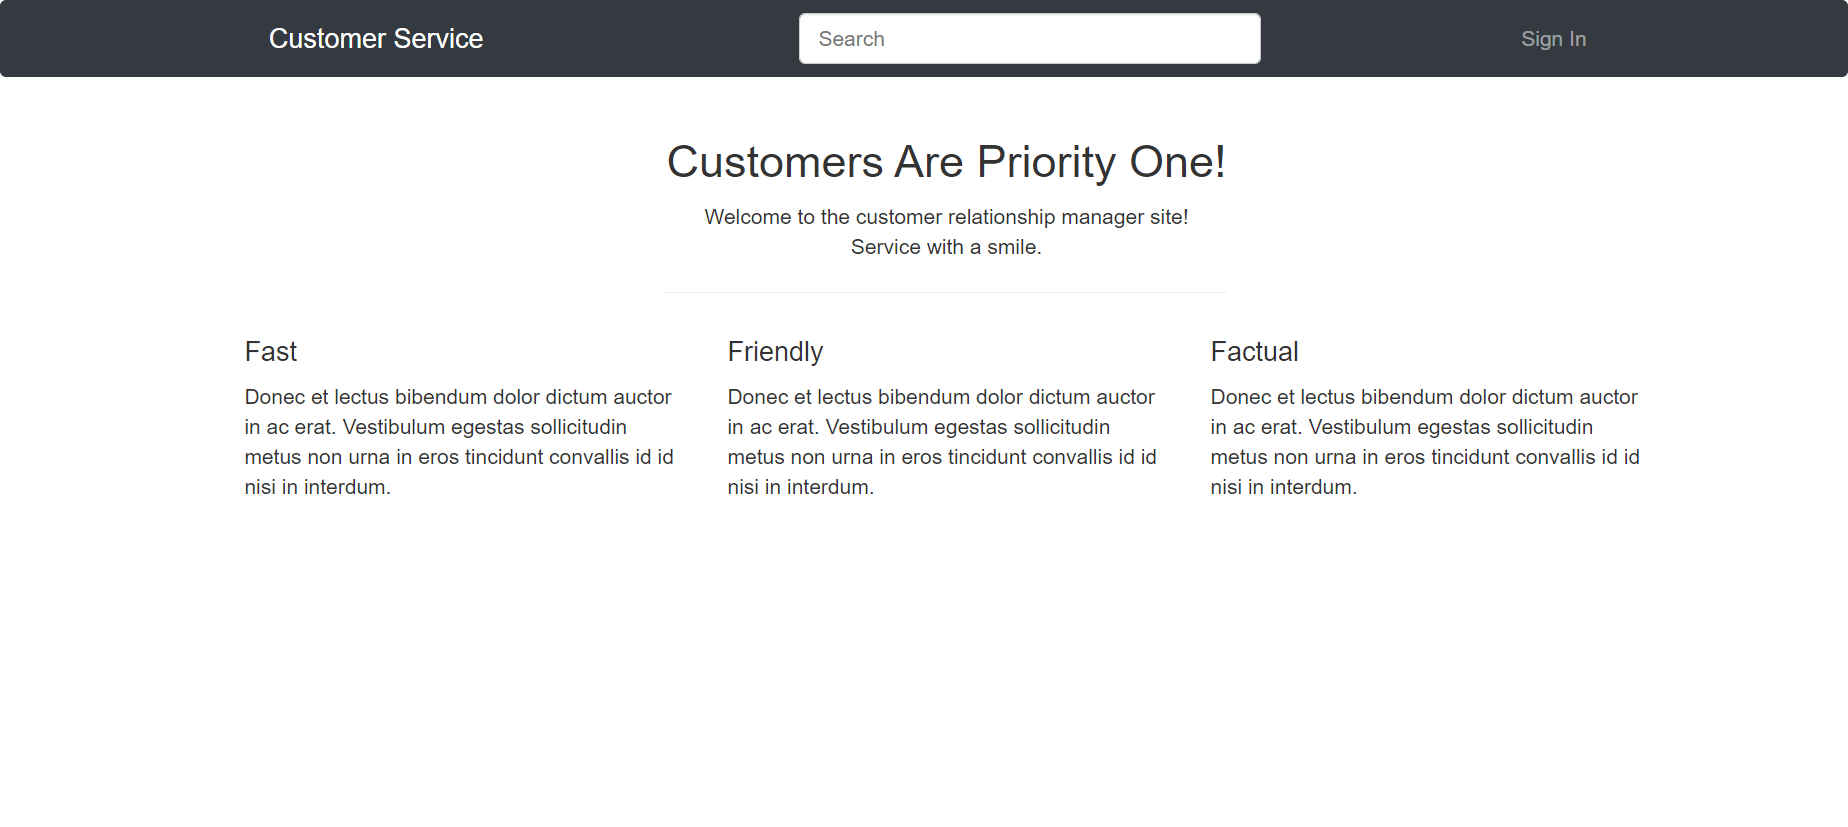 Customer Service
Search
Sign In
Customers Are Priority One!
Welcome to the customer relationship manager site!
Service with a smile.
Fast
Donec et lectus bibendum dolor dictum auctor
in ac erat. Vestibulum egestas sollicitudin
metus non urna in eros tincidunt convallis id id
nisi in interdum.
Friendly
Donec et lectus bibendum dolor dictum auctor
in ac erat. Vestibulum egestas sollicitudin
metus non urna in eros tincidunt convallis id id
nisi in interdum.
Factual
Donec et lectus bibendum dolor dictum auctor
in ac erat. Vestibulum egestas sollicitudin
metus non urna in eros tincidunt convallis id id
nisi in interdum.